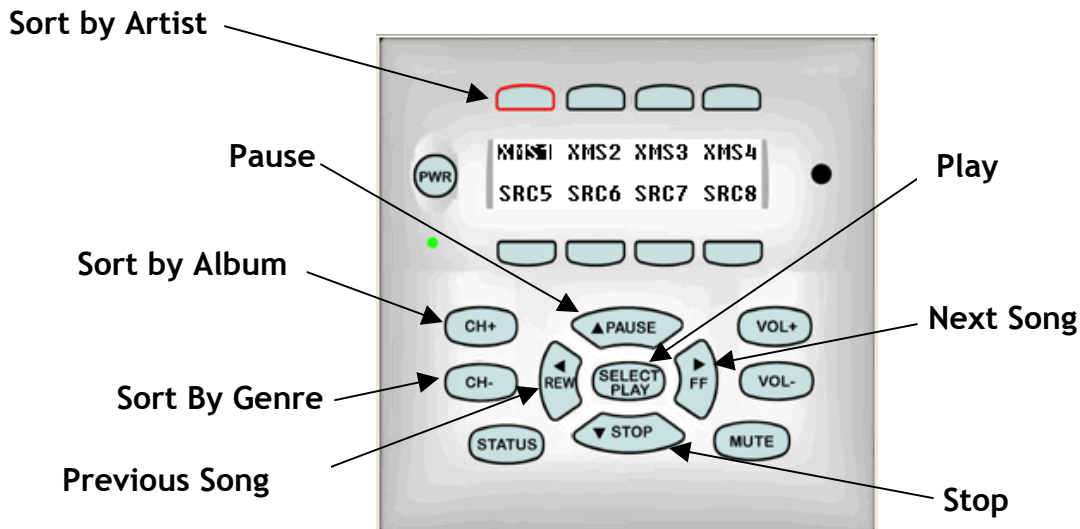 Sort by Artist
Pause
Play
XMS2 XMS3 XMS4
PWR
SRC5 SRC6 SRC7 SRC8
Sort by Album
CH+
▲PAUSE
VOL+
Next Song
Sort By Genre
CH-
◀
REW
SELECT
PLAY
▶
FF
VOL-
STATUS
▼ STOP
MUTE
Previous Song
Stop